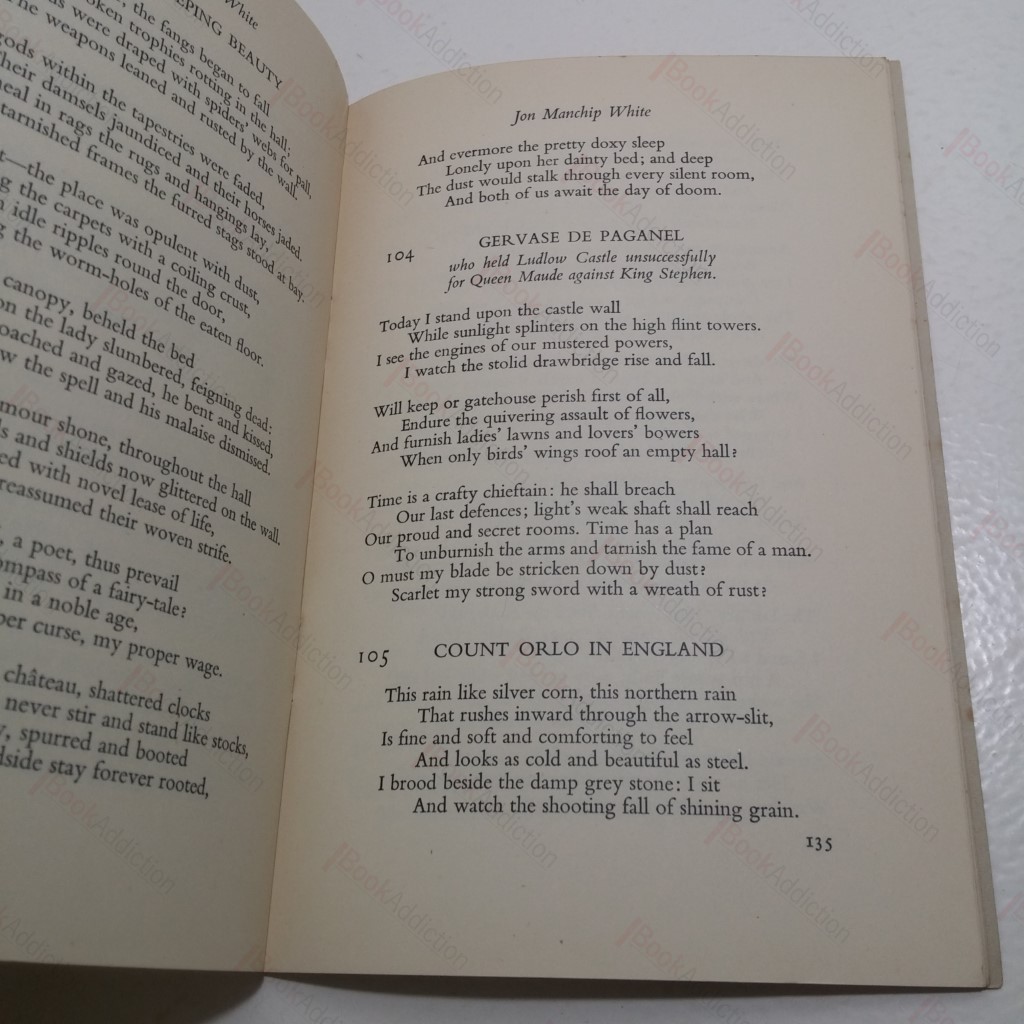 White
EPING BEAUTY
the fangs began to fall
oken trophies rotting in the hall;
s were draped with spiders' webs for pall,
The weapons leaned and rusted by the wall.
gods within the tapestries were faded,
Their damsels jaundiced and their horses jaded.
neal in rags the rugs and hangings lay,
tarnished frames the furred stags stood at bay.
t—the place was opulent with dust,
g the carpets with a coiling crust,
n idle ripples round the door,
g the worm-holes of the eaten floor.
canopy, beheld the bed
on the lady slumbered, feigning dead;
oached and gazed, he bent and kissed,
w the spell and his malaise dismissed.
mour shone, throughout the hall
s and shields now glittered on the wall.
ed with novel lease of life,
reassumed their woven strife.
, a poet, thus prevail
ompass of a fairy-tale?
in a noble age,
per curse, my proper wage.
château, shattered clocks
never stir and stand like stocks,
, spurred and booted
dside stay forever rooted,
Jon Manchip White
And evermore the pretty doxy sleep
Lonely upon her dainty bed; and deep
The dust would stalk through every silent room,
And both of us await the day of doom.
104 GERVASE DE PAGANEL
who held Ludlow Castle unsuccessfully
for Queen Maude against King Stephen.
Today I stand upon the castle wall
While sunlight splinters on the high flint towers.
I see the engines of our mustered powers,
I watch the stolid drawbridge rise and fall.
Will keep or gatehouse perish first of all,
Endure the quivering assault of flowers,
And furnish ladies' lawns and lovers' bowers
When only birds' wings roof an empty hall?
Time is a crafty chieftain: he shall breach
Our last defences; light's weak shaft shall reach
Our proud and secret rooms. Time has a plan
To unburnish the arms and tarnish the fame of a man.
O must my blade be stricken down by dust?
Scarlet my strong sword with a wreath of rust?
105 COUNT ORLO IN ENGLAND
This rain like silver corn, this northern rain
That rushes inward through the arrow-slit,
Is fine and soft and comforting to feel
And looks as cold and beautiful as steel.
I brood beside the damp grey stone: I sit
And watch the shooting fall of shining grain.
135